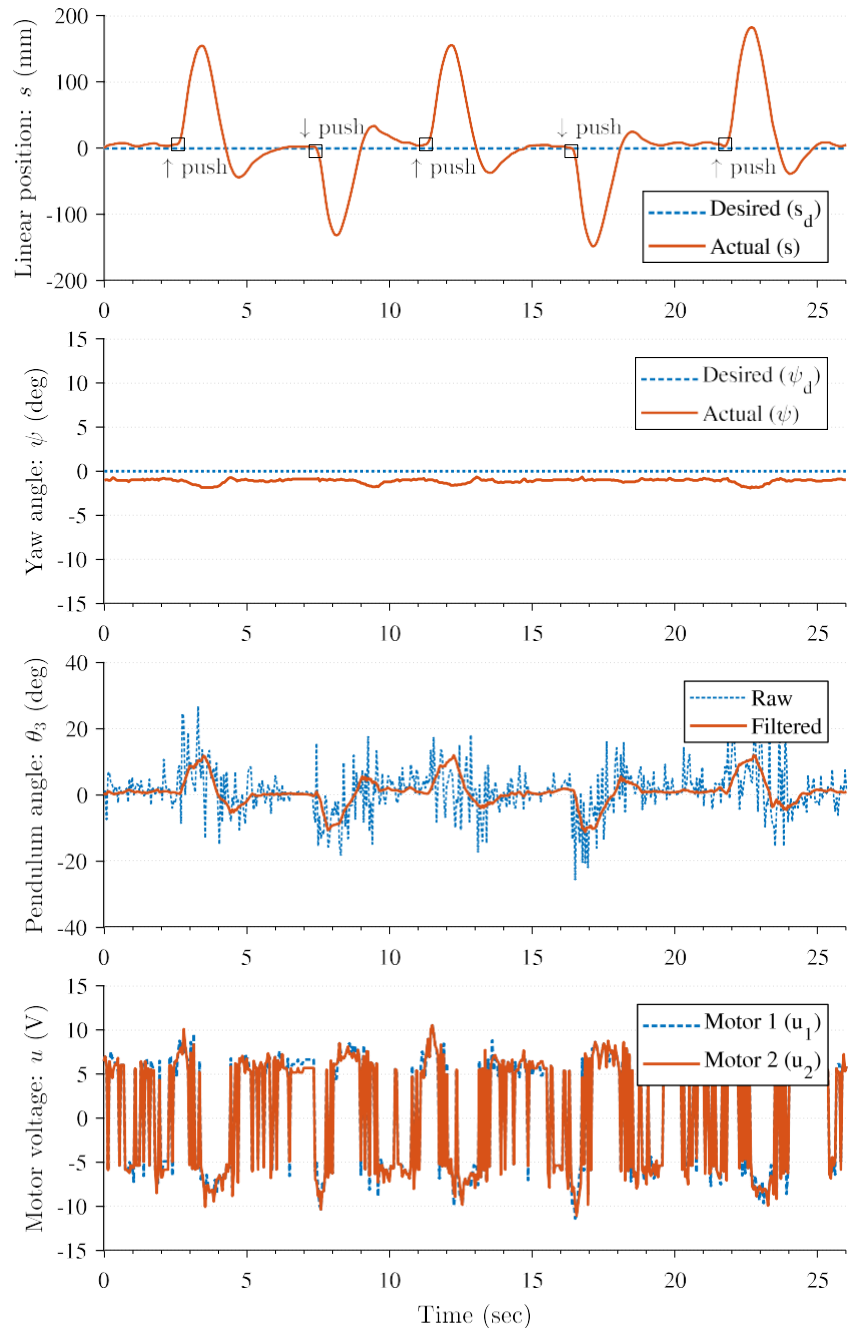 Linear position: s (mm)
200
100
0
-100
-200
↓ push
↓ push
↑ push
↑ push
↑ push
Desired (s_d)
Actual (s)
0
5
10
15
20
25
Yaw angle: ψ (deg)
15
10
5
0
-5
-10
-15
Desired (ψ_d)
Actual (ψ)
0
5
10
15
20
25
Pendulum angle: θ_3 (deg)
40
20
0
-20
-40
Raw
Filtered
0
5
10
15
20
25
Motor voltage: u (V)
15
10
5
0
-5
-10
-15
Motor 1 (u_1)
Motor 2 (u_2)
0
5
10
15
20
25
Time (sec)